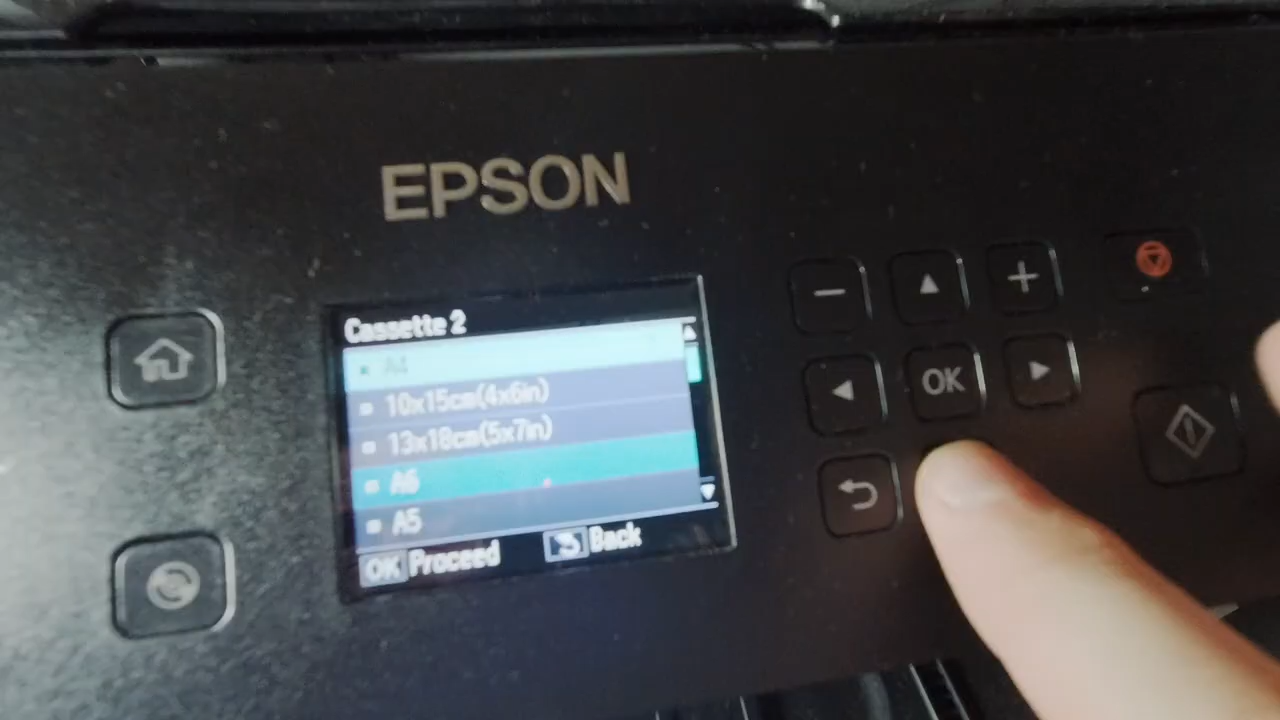 EPSON
Cassette 2
A4
10x15cm(4x6in)
13x18cm(5x7in)
A6
A5
OK Proceed
Back
OK